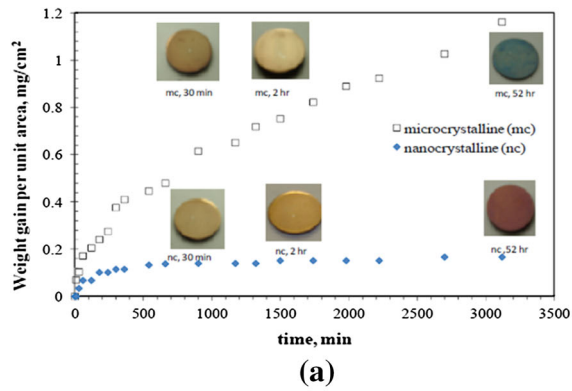 1.2
1
0.8
0.6
0.4
0.2
0
Weight gain per unit area, mg/cm²
mc, 30 min
mc, 2 hr
mc, 52 hr
microcrystalline (mc)
nanocrystalline (nc)
nc, 30 min
nc, 2 hr
nc, 52 hr
0 500 1000 1500 2000 2500 3000 3500
time, min
(a)